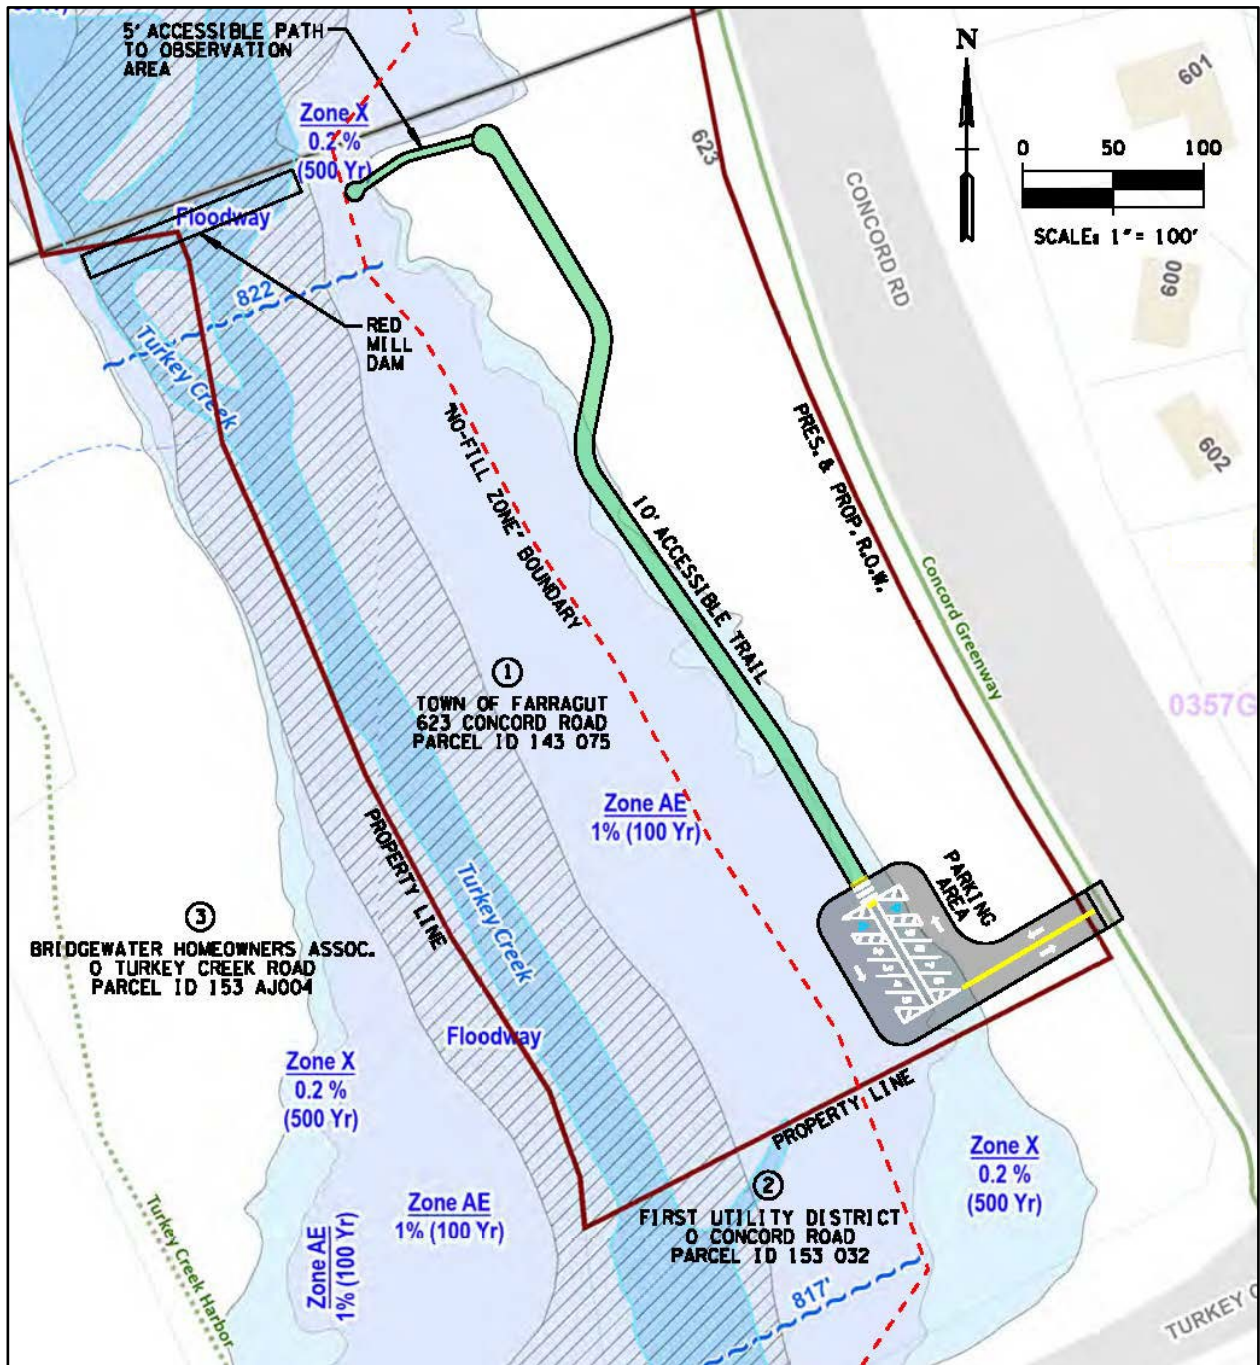 5' ACCESSIBLE PATH
TO OBSERVATION
AREA
Zone X
0.2 %
(500 Yr)
Floodway
822
Turkey Creek
RED
MILL
DAM
N
0 50 100
SCALE: 1"= 100'
623
CONCORD RD
601
600
602
PRES. & PROP. R.O.W.
"NO-FILL ZONE" BOUNDARY
10' ACCESSIBLE TRAIL
Concord Greenway
0357G
1
TOWN OF FARRAGUT
623 CONCORD ROAD
PARCEL ID 143 075
Zone AE
1% (100 Yr)
PROPERTY LINE
Turkey Creek
PARKING
AREA
3
BRIDGEWATER HOMEOWNERS ASSOC.
0 TURKEY CREEK ROAD
PARCEL ID 153 AJ004
Floodway
Zone X
0.2 %
(500 Yr)
PROPERTY LINE
Zone AE
1% (100 Yr)
Zone AE
1% (100 Yr)
Turkey Creek Harbor
2
FIRST UTILITY DISTRICT
0 CONCORD ROAD
PARCEL ID 153 032
Zone X
0.2 %
(500 Yr)
817'
TURKEY